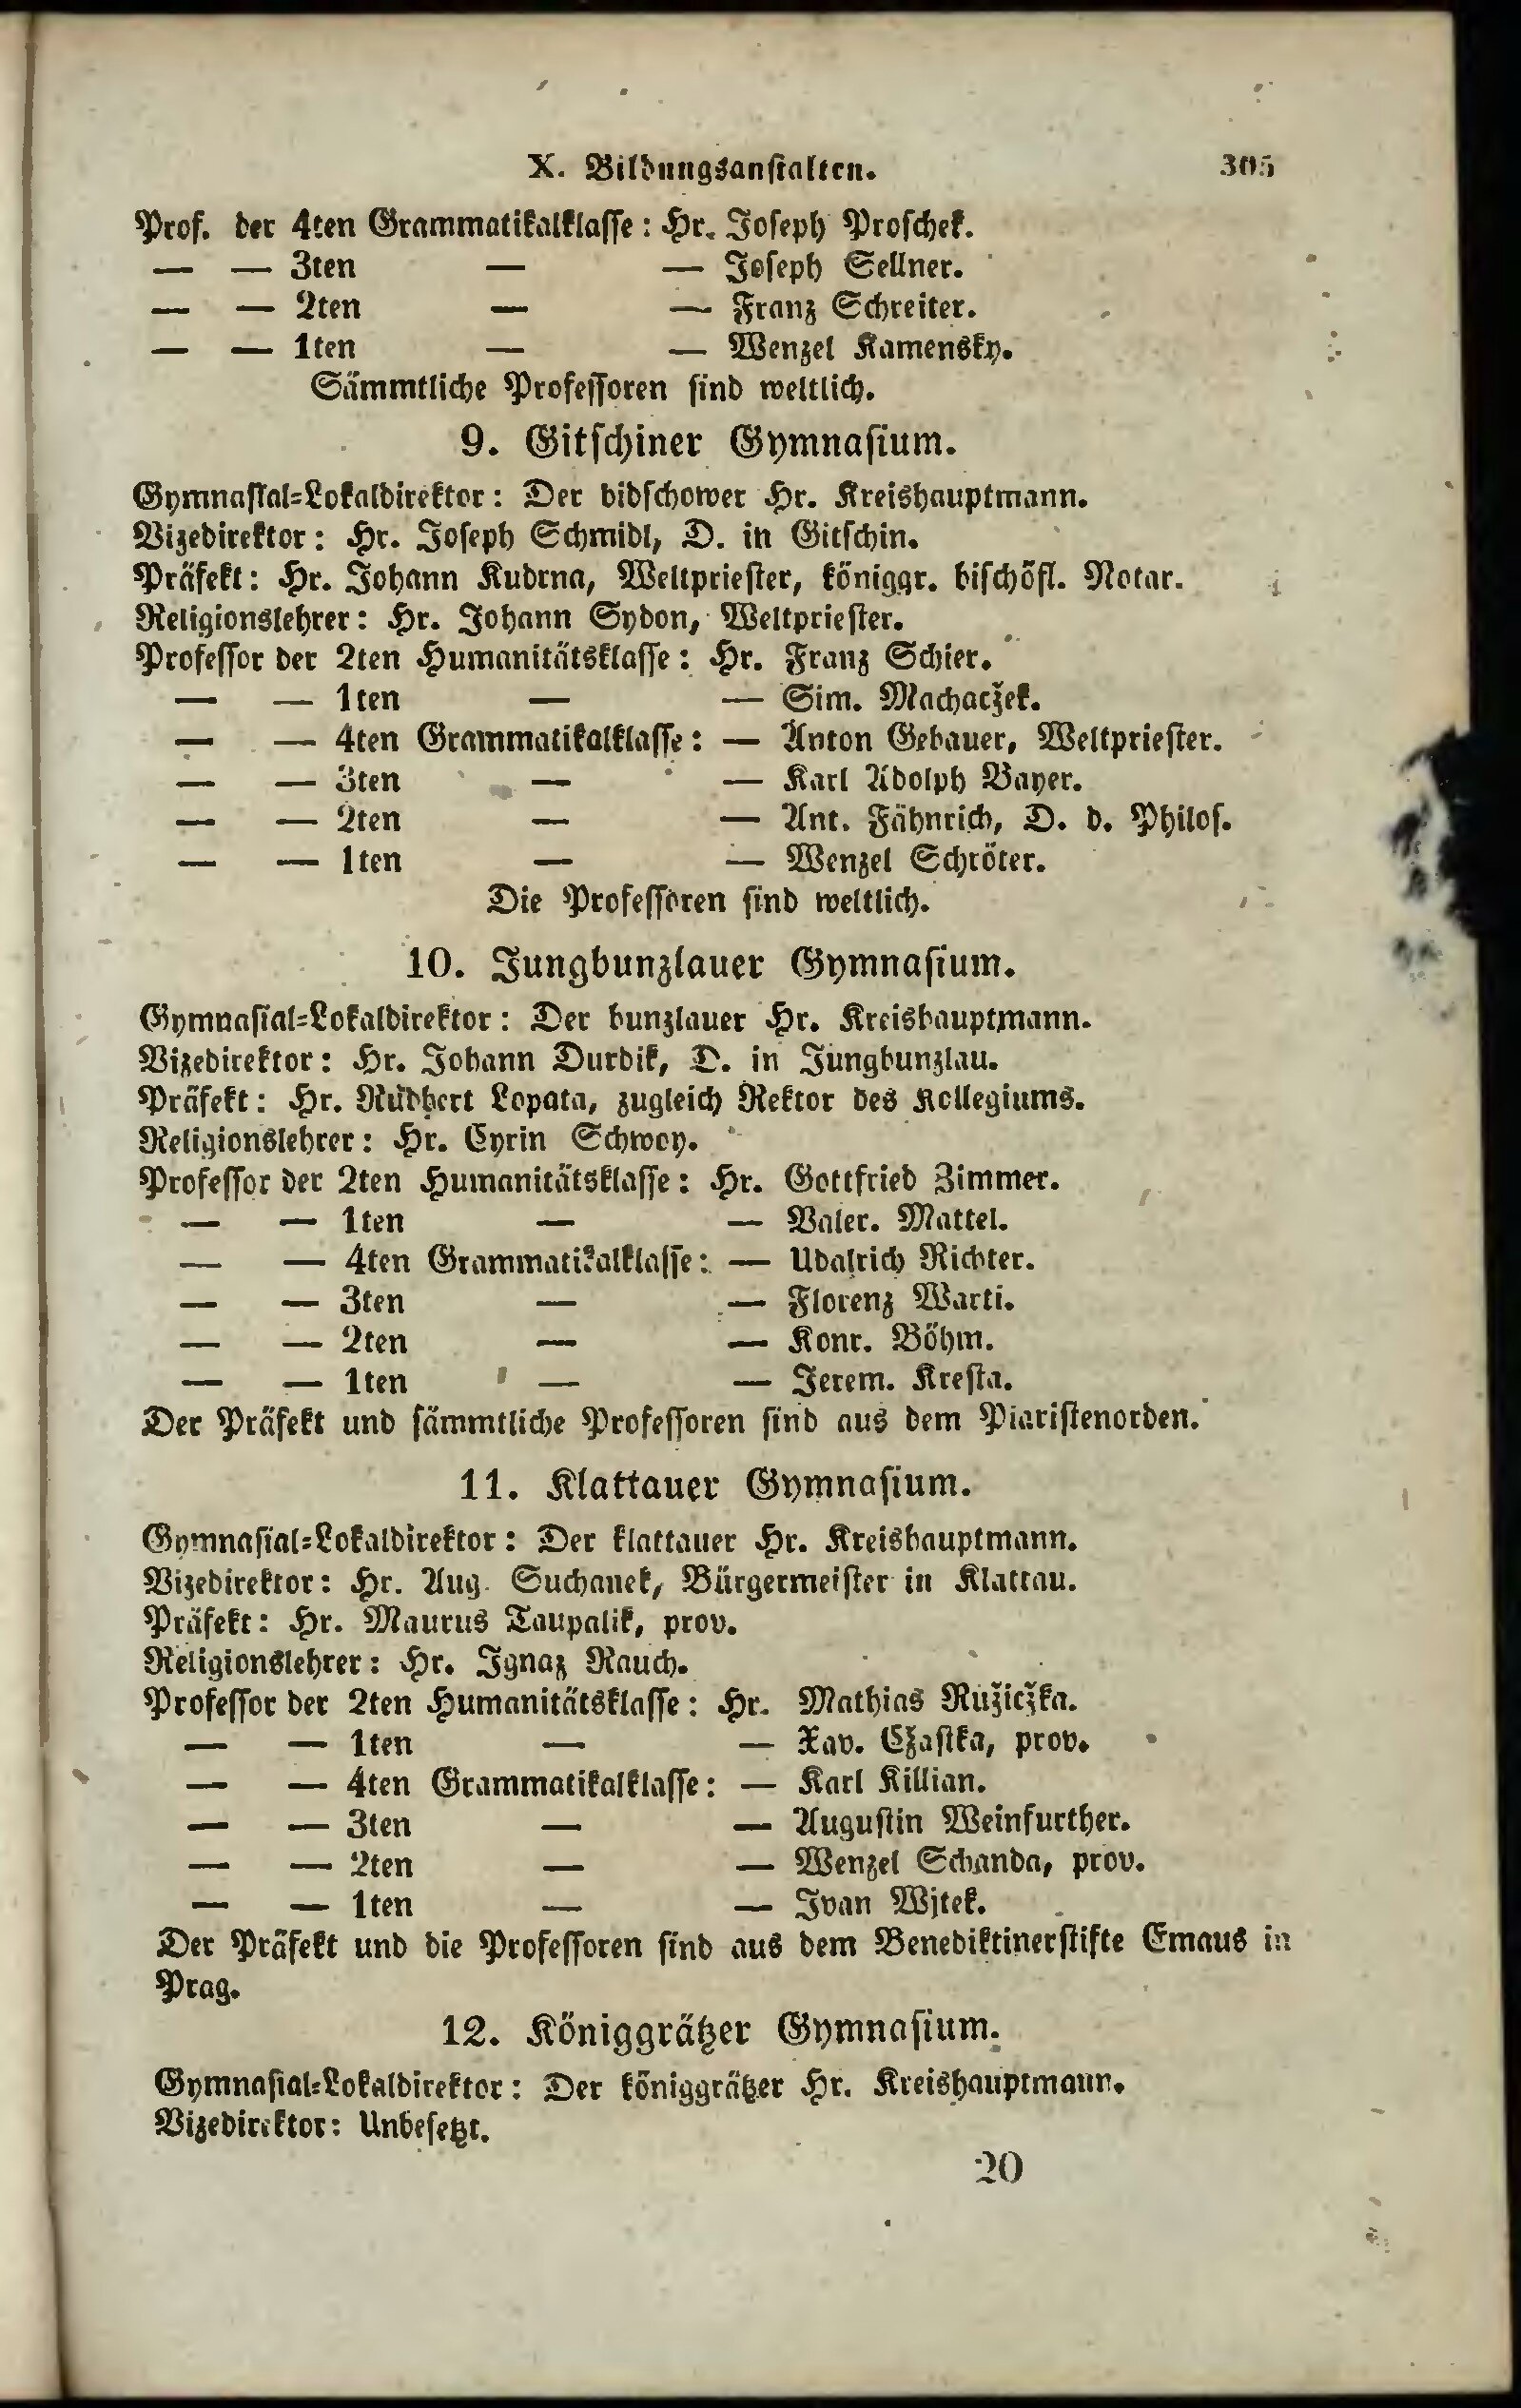 X. Bildungsanstalten. 305
Prof. der 4ten Grammatikalklasse: Hr. Joseph Proschek.
— — 3ten — — Joseph Sellner.
— — 2ten — — Franz Schreiter.
— — 1ten — — Wenzel Kamensky.
Sämmtliche Professoren sind weltlich.
9. Gitschiner Gymnasium.
Gymnasial=Lokaldirektor: Der bidschower Hr. Kreishauptmann.
Vizedirektor: Hr. Joseph Schmidl, D. in Gitschin.
Präfekt: Hr. Johann Kudrna, Weltpriester, königgr. bischöfl. Notar.
Religionslehrer: Hr. Johann Sydon, Weltpriester.
Professor der 2ten Humanitätsklasse: Hr. Franz Schier.
— — 1ten — — Sim. Machaczek.
— — 4ten Grammatikalklasse: — Anton Gebauer, Weltpriester.
— — 3ten — — Karl Adolph Bayer.
— — 2ten — — Ant. Fähnrich, D. d. Philos.
— — 1ten — — Wenzel Schröter.
Die Professoren sind weltlich.
10. Jungbunzlauer Gymnasium.
Gymnasial=Lokaldirektor: Der bunzlauer Hr. Kreishauptmann.
Vizedirektor: Hr. Johann Durdik, D. in Jungbunzlau.
Präfekt: Hr. Lopata, zugleich Rektor des Kollegiums.
Religionslehrer: Hr. Cyrin Schwoy.
Professor der 2ten Humanitätsklasse: Hr. Gottfried Zimmer.
— — 1ten — — Valer. Mattel.
— — 4ten Grammatikalklasse: — Udalrich Richter.
— — 3ten — — Florenz Warti.
— — 2ten — — Konr. Böhm.
— — 1ten — — Jerem. Kresta.
Der Präfekt und sämmtliche Professoren sind aus dem Piaristenorden.
11. Klattauer Gymnasium.
Gymnasial=Lokaldirektor: Der klattauer Hr. Kreishauptmann.
Vizedirektor: Hr. Aug. Suchanek, Bürgermeister in Klattau.
Präfekt: Hr. Maurus Taupalik, prov.
Religionslehrer: Hr. Ignaz Rauch.
Professor der 2ten Humanitätsklasse: Hr. Mathias Ružiczka.
— — 1ten — — Xav. Czastka, prov.
— — 4ten Grammatikalklasse: — Karl Killian.
— — 3ten — — Augustin Weinfurther.
— — 2ten — — Wenzel Schanda, prov.
— — 1ten — — Ivan Wjtek.
Der Präfekt und die Professoren sind aus dem Benediktinerstifte Emaus in
Prag.
12. Königgrätzer Gymnasium.
Gymnasial=Lokaldirektor: Der königgrätzer Hr. Kreishauptmann.
Vizedirektor: Unbesetzt.
20